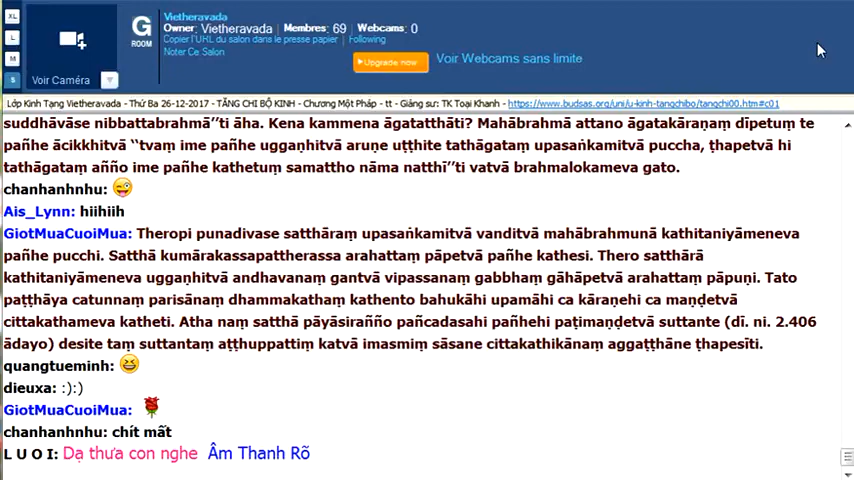 XL
L
M
S
Voir Caméra
G
ROOM
Vietheravada
Owner: Vietheravada Membres: 69 Webcams: 0
Copier l'URL du salon dans le presse papier | Following
Noter Ce Salon
Upgrade now
Voir Webcams sans limite
Lớp Kinh Tạng Vietheravada - Thứ Ba 26-12-2017 - TĂNG CHI BỘ KINH - Chương Một Pháp - tt - Giảng sư: TK Toại Khanh - https://www.budsas.org/uni/u-kinh-tangchibo/tangchi00.htm#c01
suddhāvāse nibbattabrahmā’’ti āha. Kena kammena āgatatthāti? Mahābrahmā attano āgatakāraṇaṃ dīpetuṃ te
pañhe ācikkhitvā ‘‘tvaṃ ime pañhe uggaṇhitvā aruṇe uṭṭhite tathāgataṃ upasaṅkamitvā puccha, ṭhapetvā hi
tathāgataṃ añño ime pañhe kathetuṃ samattho nāma natthī’’ti vatvā brahmalokameva gato.
chanhanhnhu:
Ais_Lynn: hiihiih
GiotMuaCuoiMua: Theropi punadivase satthāraṃ upasaṅkamitvā vanditvā mahābrahmunā kathitaniyāmeneva
pañhe pucchi. Satthā kumārakassapattherassa arahattaṃ pāpetvā pañhe kathesi. Thero satthārā
kathitaniyāmeneva uggaṇhitvā andhavanaṃ gantvā vipassanaṃ gabbhaṃ gāhāpetvā arahattaṃ pāpuṇi. Tato
paṭṭhāya catunnaṃ parisānaṃ dhammakathaṃ kathento bahukāhi upamāhi ca kāraṇehi ca maṇḍetvā
cittakathameva katheti. Atha naṃ satthā pāyāsirañño pañcadasahi pañhehi paṭimaṇḍetvā suttante (dī. ni. 2.406
ādayo) desite taṃ suttantaṃ aṭṭhuppattiṃ katvā imasmiṃ sāsane cittakathikānaṃ aggaṭṭhāne ṭhapesīti.
quangtueminh:
dieuxa: :):)
GiotMuaCuoiMua:
chanhanhnhu: chít mất
L U O I: Dạ thưa con nghe Âm Thanh Rõ